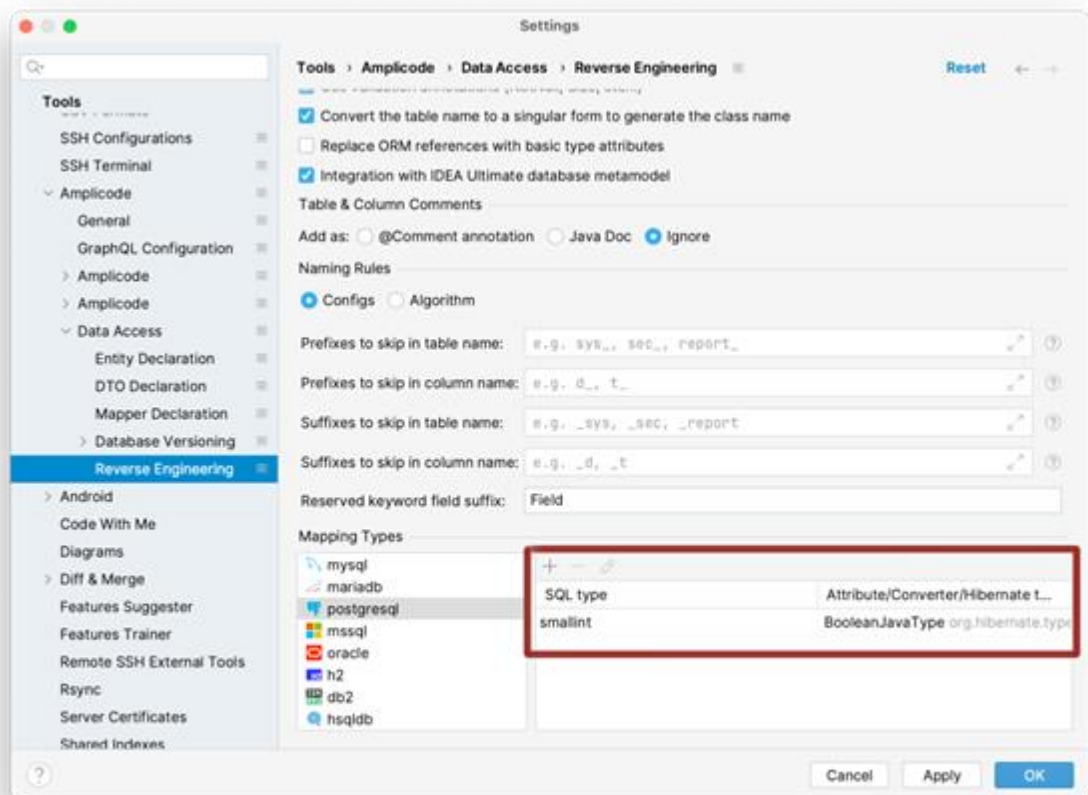 Settings
Tools › Amplicode › Data Access › Reverse Engineering
Reset
Tools
SSH Configurations
SSH Terminal
Amplicode
General
GraphQL Configuration
Amplicode
Amplicode
Data Access
Entity Declaration
DTO Declaration
Mapper Declaration
Database Versioning
Reverse Engineering
Android
Code With Me
Diagrams
Diff & Merge
Features Suggester
Features Trainer
Remote SSH External Tools
Rsync
Server Certificates
Shared Indexes
Convert the table name to a singular form to generate the class name
Replace ORM references with basic type attributes
Integration with IDEA Ultimate database metamodel
Table & Column Comments
Add as: @Comment annotation Java Doc Ignore
Naming Rules
Configs Algorithm
Prefixes to skip in table name: e.g. sys_, sec_, report_
Prefixes to skip in column name: e.g. d_, t_
Suffixes to skip in table name: e.g. _sys, _sec, _report
Suffixes to skip in column name: e.g. _d, _t
Reserved keyword field suffix: Field
Mapping Types
mysql
mariadb
postgresql
mssql
oracle
h2
db2
hsqldb
SQL type Attribute/Converter/Hibernate t...
smallint BooleanJavaType org.hibernate.type
?
Cancel Apply OK